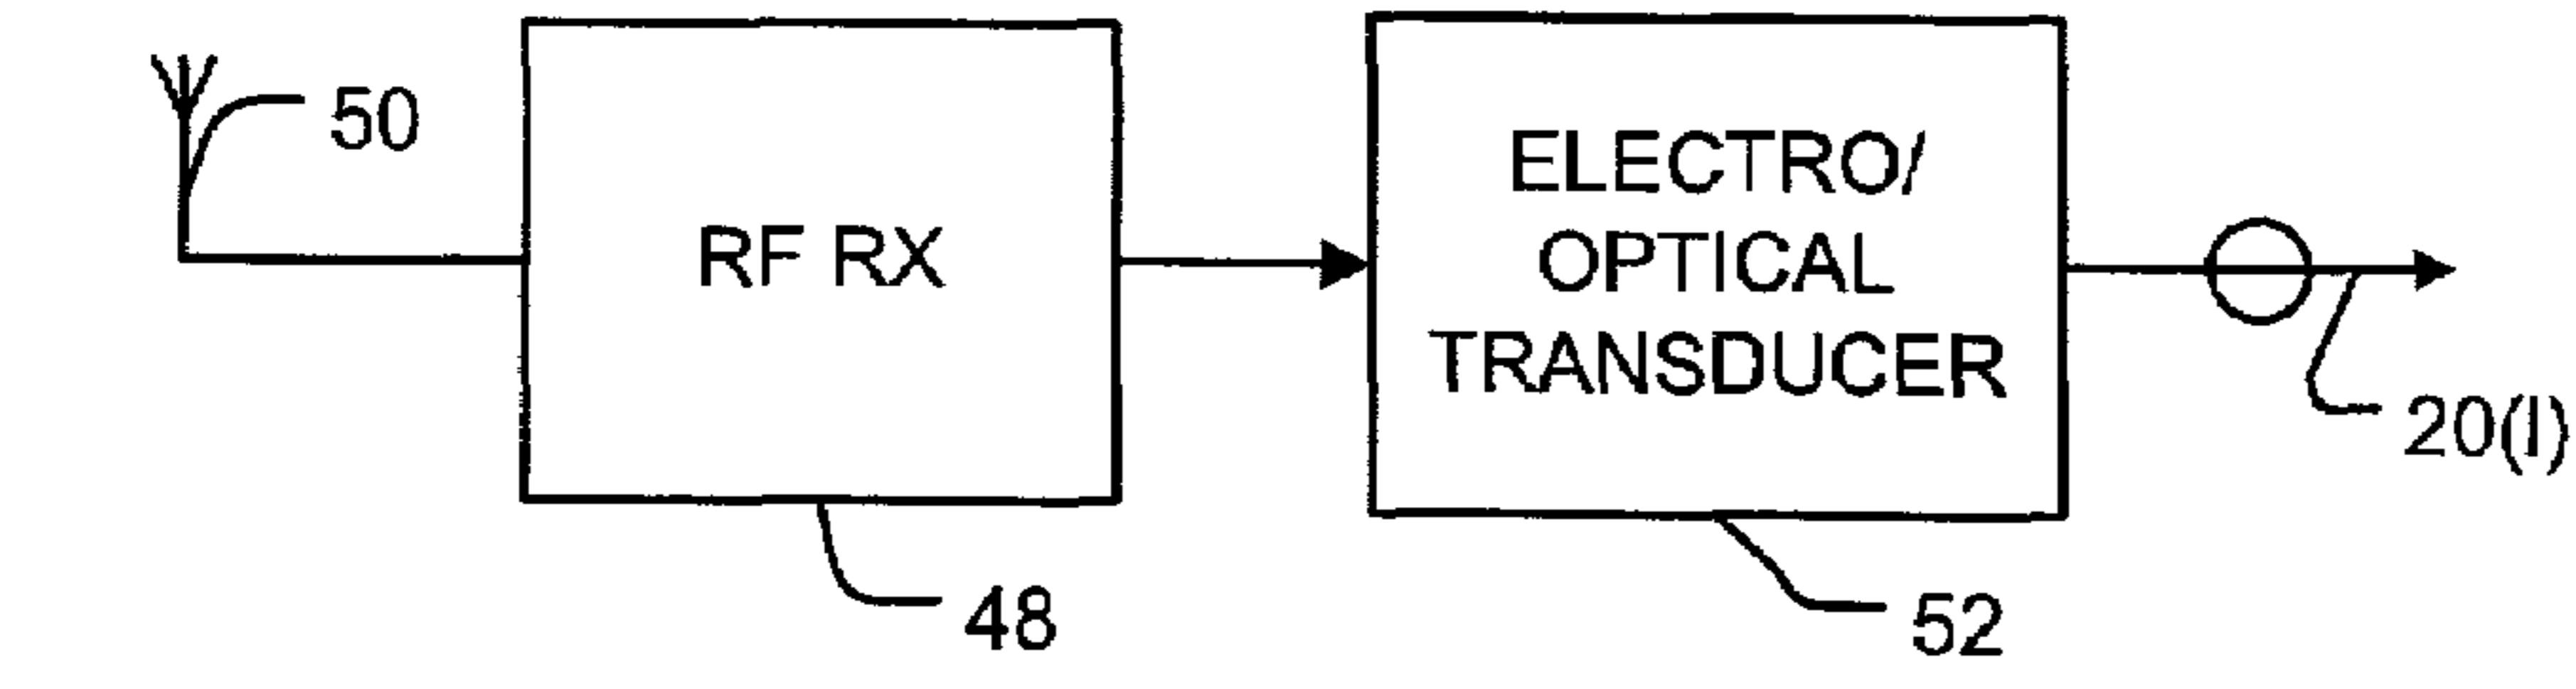 50
RF RX
ELECTRO/
OPTICAL
TRANSDUCER
20(I)
48
52